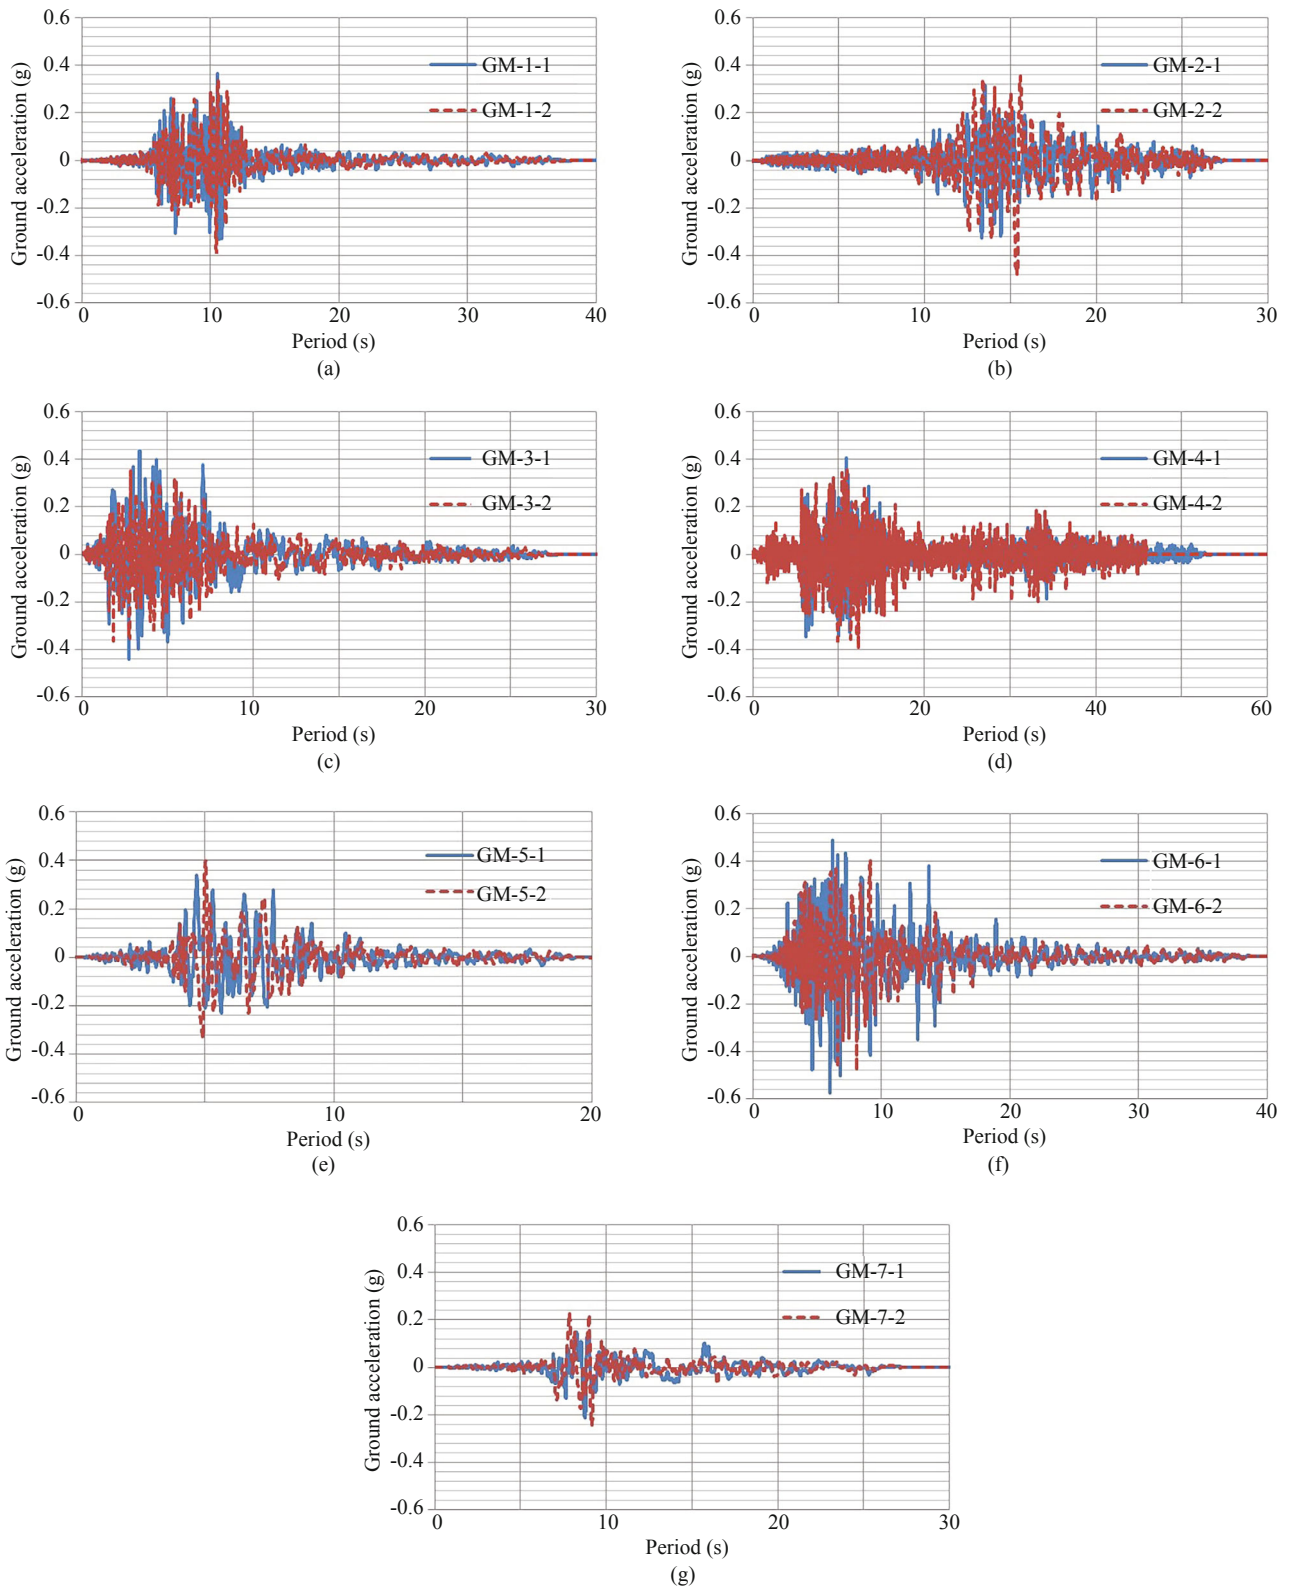 0.6
0.4
0.2
0
-0.2
-0.4
-0.6
Ground acceleration (g)
GM-1-1
GM-1-2
0 10 20 30 40
Period (s)
(a)
0.6
0.4
0.2
0
-0.2
-0.4
-0.6
Ground acceleration (g)
GM-2-1
GM-2-2
0 10 20 30
Period (s)
(b)
0.6
0.4
0.2
0
-0.2
-0.4
-0.6
Ground acceleration (g)
GM-3-1
GM-3-2
0 10 20 30
Period (s)
(c)
0.6
0.4
0.2
0
-0.2
-0.4
-0.6
Ground acceleration (g)
GM-4-1
GM-4-2
0 20 40 60
Period (s)
(d)
0.6
0.4
0.2
0
-0.2
-0.4
-0.6
Ground acceleration (g)
GM-5-1
GM-5-2
0 10 20
Period (s)
(e)
0.6
0.4
0.2
0
-0.2
-0.4
-0.6
Ground acceleration (g)
GM-6-1
GM-6-2
0 10 20 30 40
Period (s)
(f)
0.6
0.4
0.2
0
-0.2
-0.4
-0.6
Ground acceleration (g)
GM-7-1
GM-7-2
0 10 20 30
Period (s)
(g)